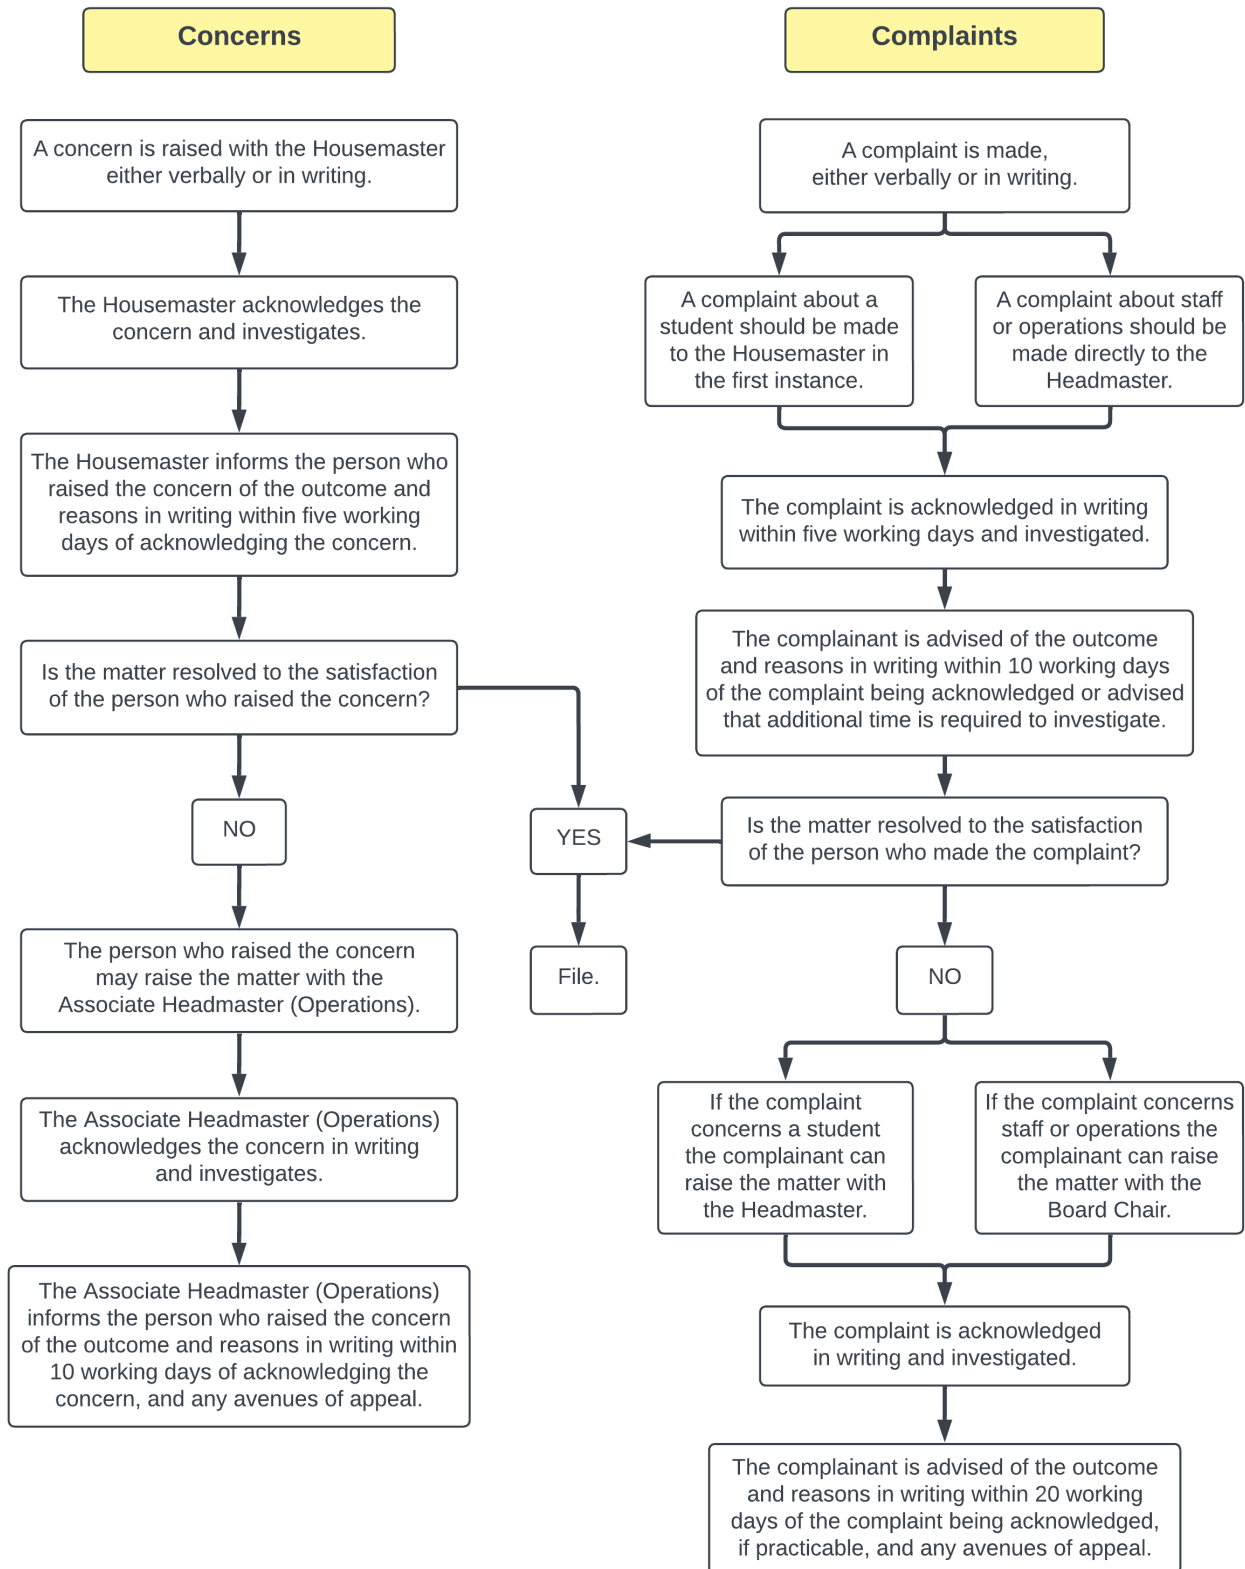 Concerns
A concern is raised with the Housemaster
either verbally or in writing.
The Housemaster acknowledges the
concern and investigates.
The Housemaster informs the person who
raised the concern of the outcome and
reasons in writing within five working
days of acknowledging the concern.
Is the matter resolved to the satisfaction
of the person who raised the concern?
NO
The person who raised the concern
may raise the matter with the
Associate Headmaster (Operations).
The Associate Headmaster (Operations)
acknowledges the concern in writing
and investigates.
The Associate Headmaster (Operations)
informs the person who raised the concern
of the outcome and reasons in writing within
10 working days of acknowledging the
concern, and any avenues of appeal.
YES
File.
Complaints
A complaint is made,
either verbally or in writing.
A complaint about a
student should be made
to the Housemaster in
the first instance.
A complaint about staff
or operations should be
made directly to the
Headmaster.
The complaint is acknowledged in writing
within five working days and investigated.
The complainant is advised of the outcome
and reasons in writing within 10 working days
of the complaint being acknowledged or advised
that additional time is required to investigate.
Is the matter resolved to the satisfaction
of the person who made the complaint?
NO
If the complaint
concerns a student
the complainant can
raise the matter with
the Headmaster.
If the complaint concerns
staff or operations the
complainant can raise
the matter with the
Board Chair.
The complaint is acknowledged
in writing and investigated.
The complainant is advised of the outcome
and reasons in writing within 20 working
days of the complaint being acknowledged,
if practicable, and any avenues of appeal.